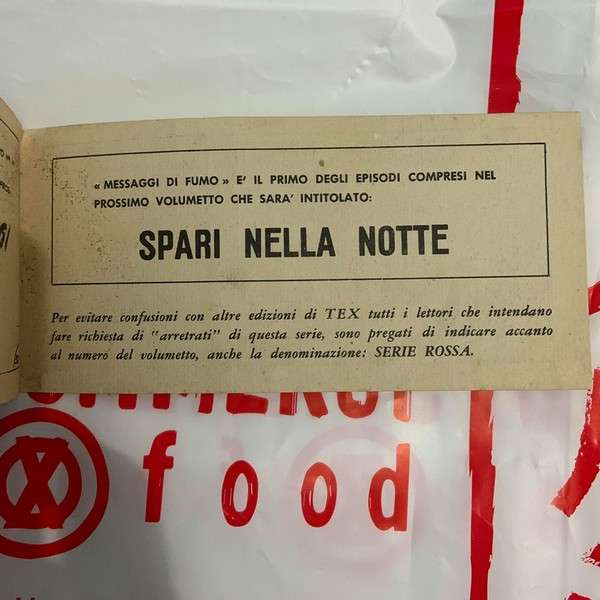 « MESSAGGI DI FUMO » E' IL PRIMO DEGLI EPISODI COMPRESI NEL
PROSSIMO VOLUMETTO CHE SARA' INTITOLATO:
SPARI NELLA NOTTE
Per evitare confusioni con altre edizioni di TEX tutti i lettori che intendano
fare richiesta di "arretrati" di questa serie, sono pregati di indicare accanto
al numero del volumetto, anche la denominazione: SERIE ROSSA.
food